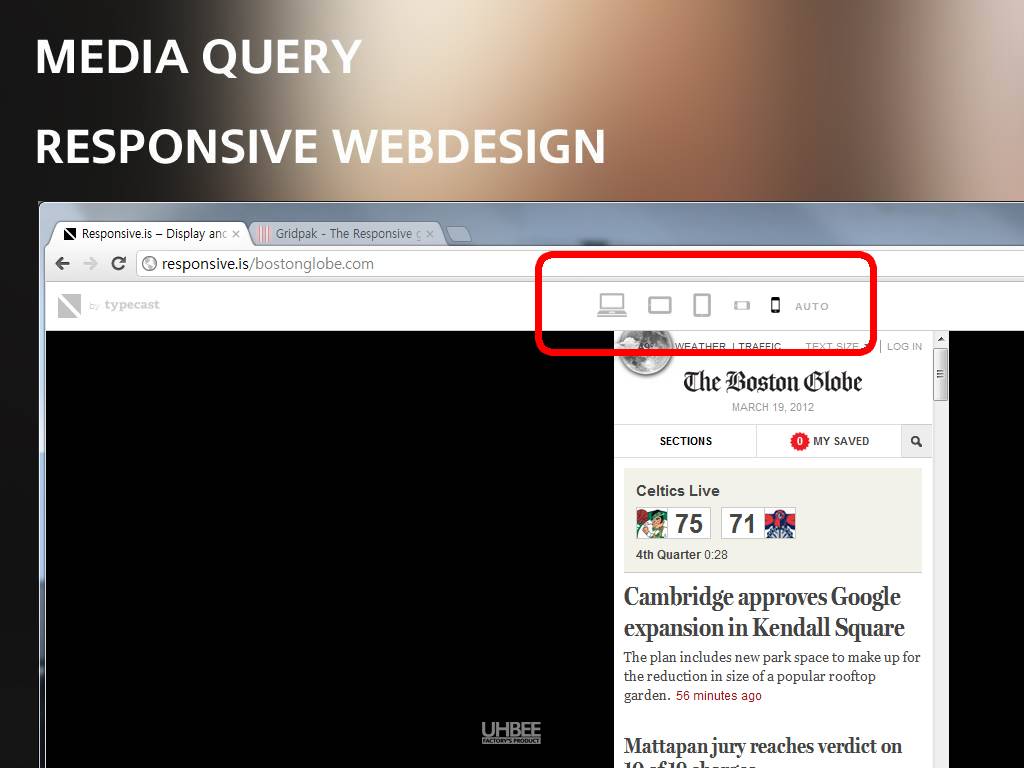 MEDIA QUERY
RESPONSIVE WEBDESIGN
Responsive.is – Display and
Gridpak - The Responsive g
responsive.is/bostonglobe.com
by typecast
AUTO
49° WEATHER | TRAFFIC TEXT SIZE | LOG IN
The Boston Globe
MARCH 19, 2012
SECTIONS
0 MY SAVED
Celtics Live
75 71
4th Quarter 0:28
Cambridge approves Google
expansion in Kendall Square
The plan includes new park space to make up for
the reduction in size of a popular rooftop
garden. 56 minutes ago
Mattapan jury reaches verdict on
10 of 19 charges
UHBEE
FACTORY'S PRODUCT